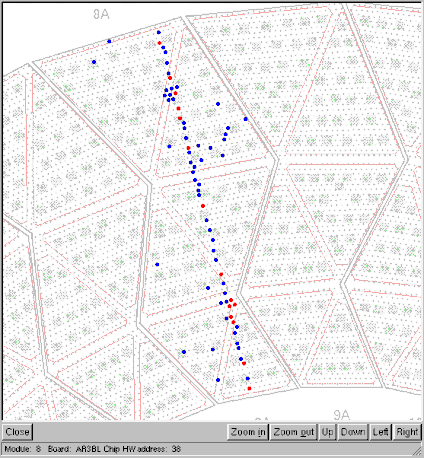 8A
9A
Close Zoom in Zoom out Up Down Left Right
Module: 8 Board: AR3BL Chip HW address: 38